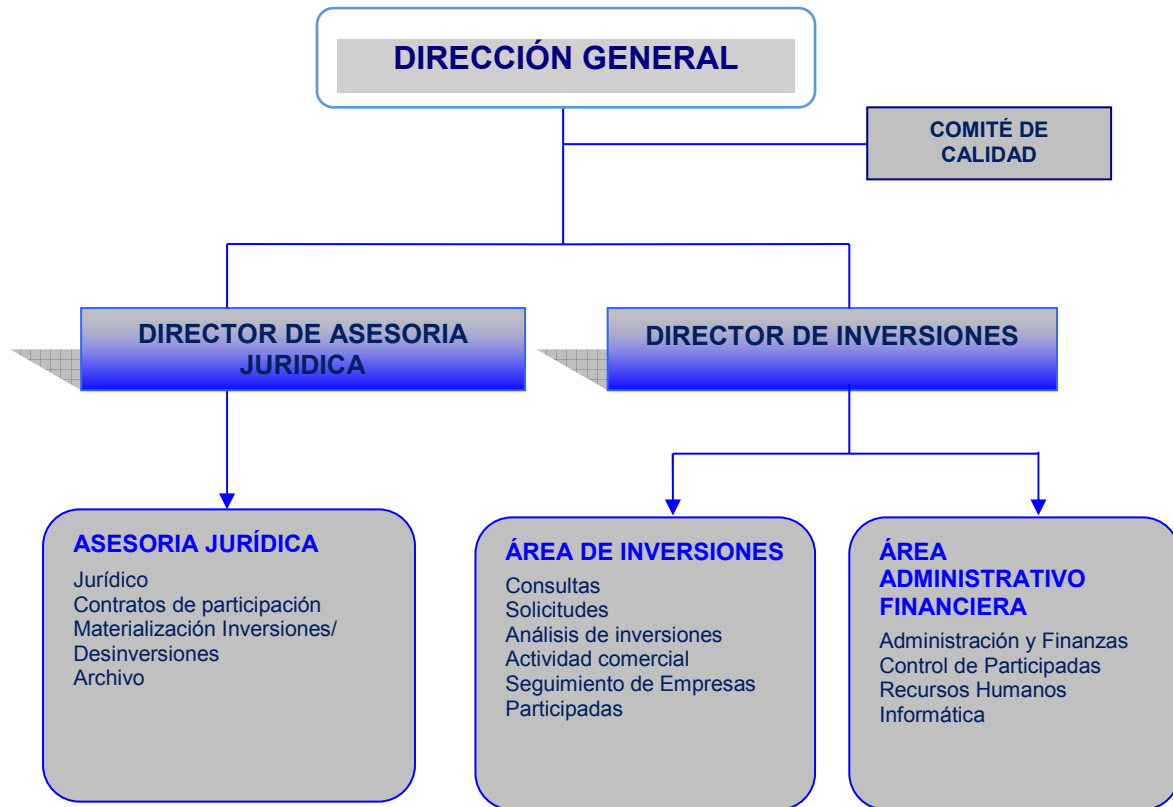 DIRECCIÓN GENERAL
COMITÉ DE
CALIDAD
DIRECTOR DE ASESORIA
JURIDICA
DIRECTOR DE INVERSIONES
ASESORIA JURÍDICA
Jurídico
Contratos de participación
Materialización Inversiones/
Desinversiones
Archivo
ÁREA DE INVERSIONES
Consultas
Solicitudes
Análisis de inversiones
Actividad comercial
Seguimiento de Empresas
Participadas
ÁREA
ADMINISTRATIVO
FINANCIERA
Administración y Finanzas
Control de Participadas
Recursos Humanos
Informática